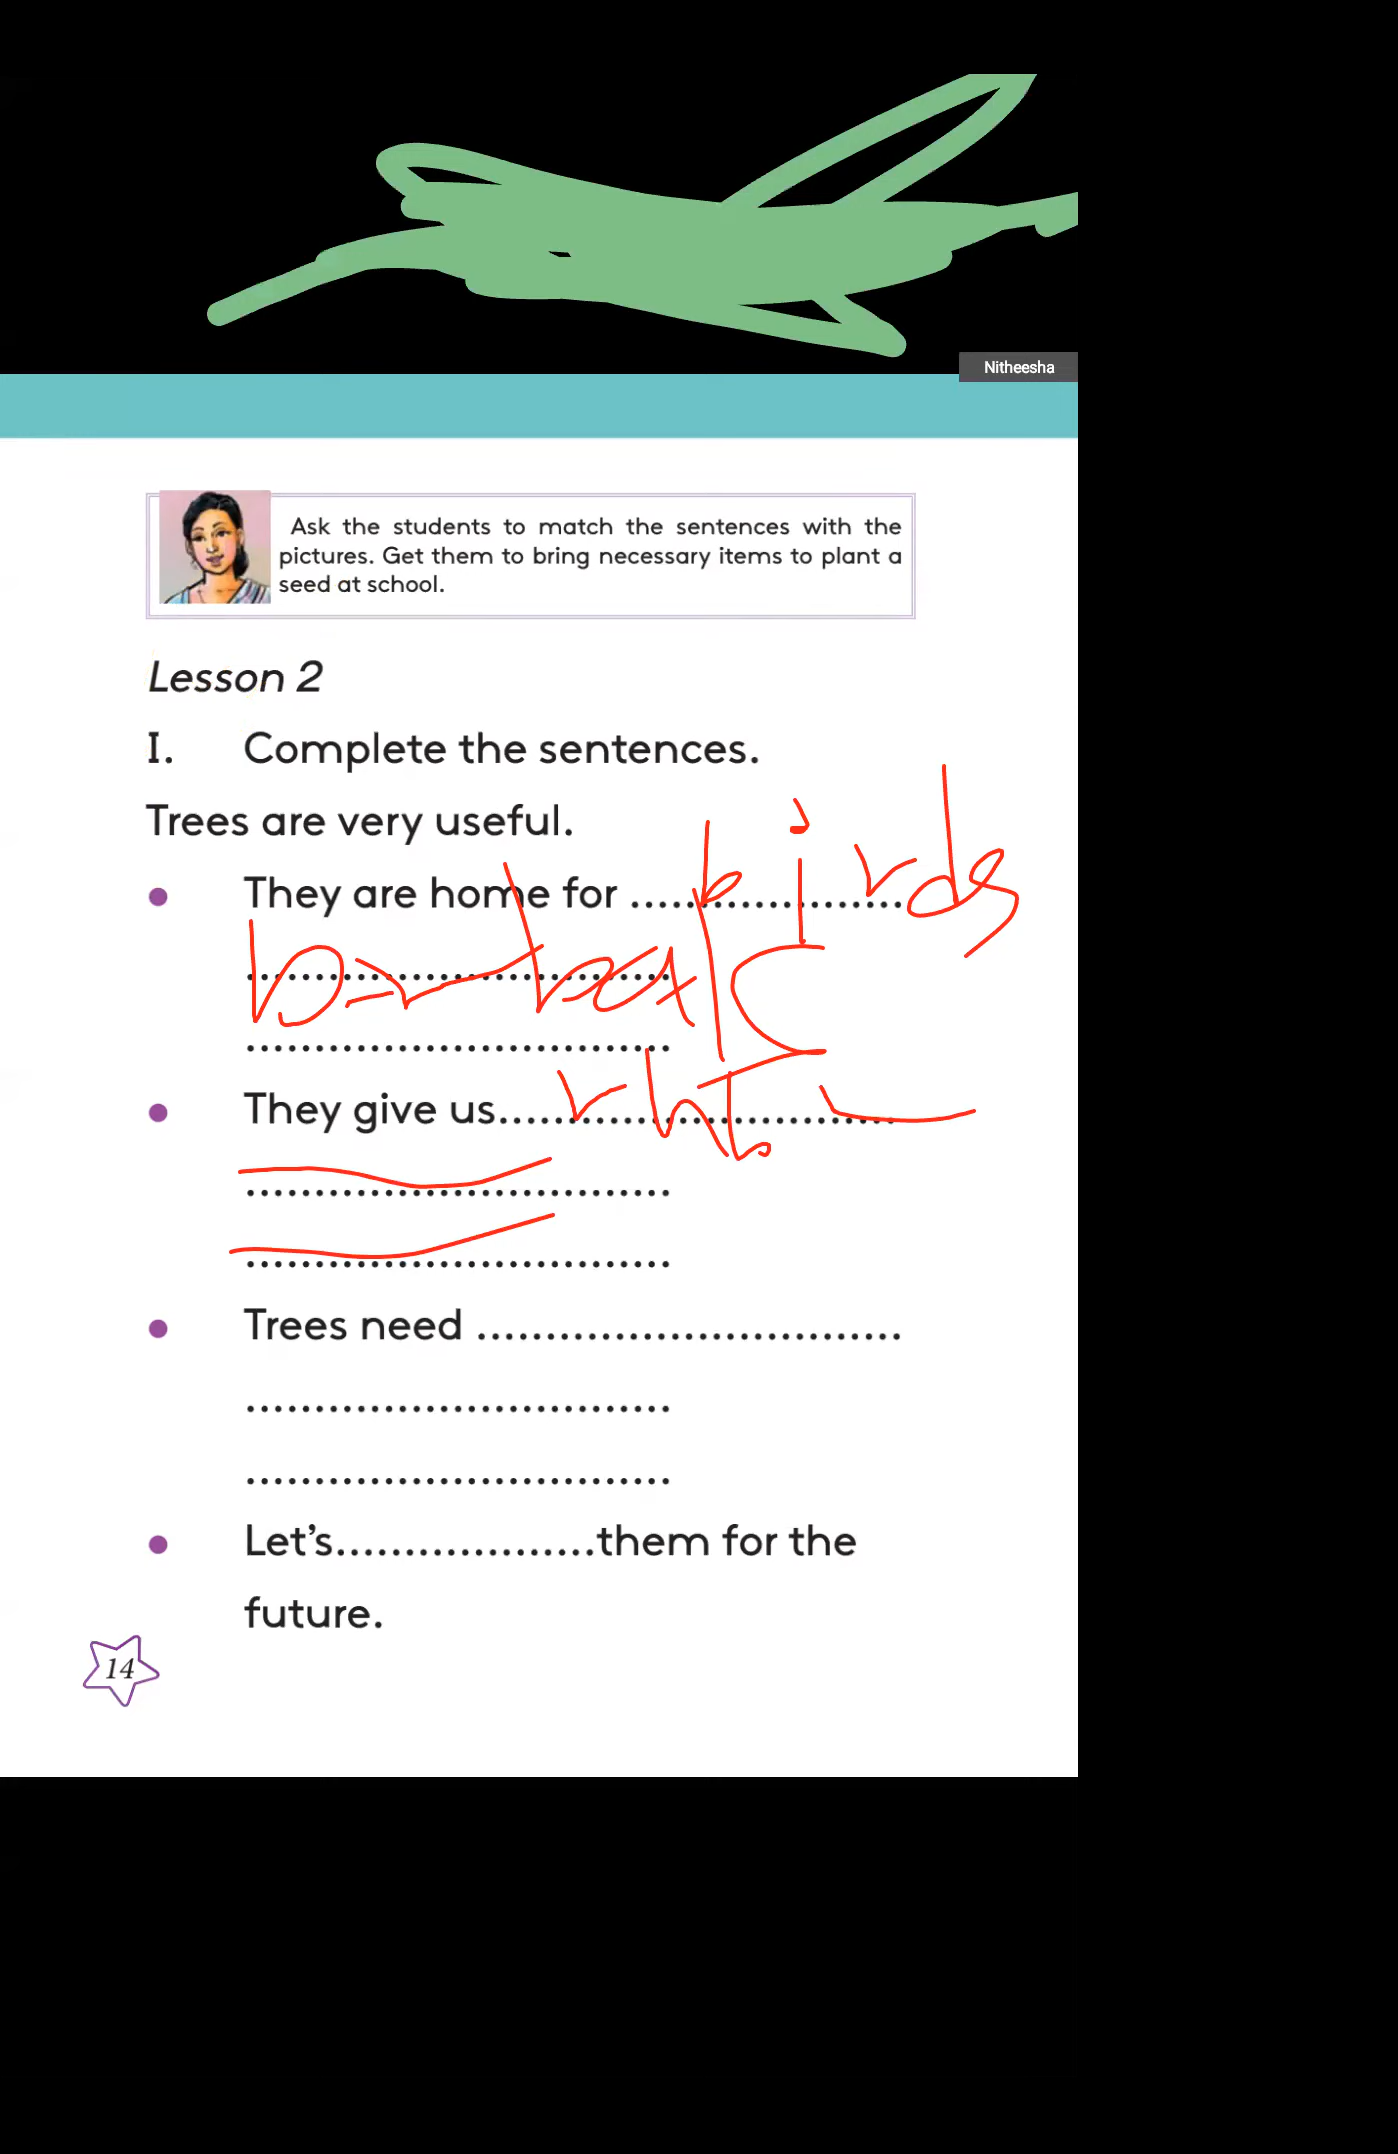 Nitheesha
Ask the students to match the sentences with the
pictures. Get them to bring necessary items to plant a
seed at school.
Lesson 2
I. Complete the sentences.
Trees are very useful.
● They are home for .................... birds
...............................
...............................
● They give us.............................
...............................
...............................
● Trees need ...............................
...............................
...............................
● Let's...................them for the
future.
14